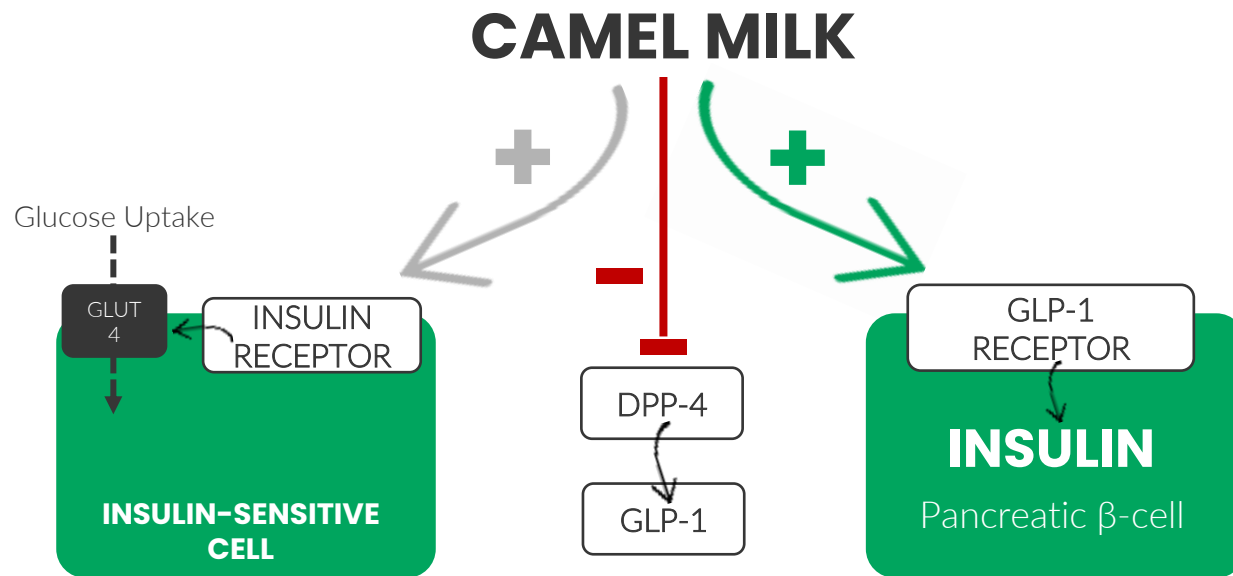 CAMEL MILK
Glucose Uptake
GLUT
4
INSULIN
RECEPTOR
INSULIN-SENSITIVE
CELL
DPP-4
GLP-1
GLP-1
RECEPTOR
INSULIN
Pancreatic β-cell